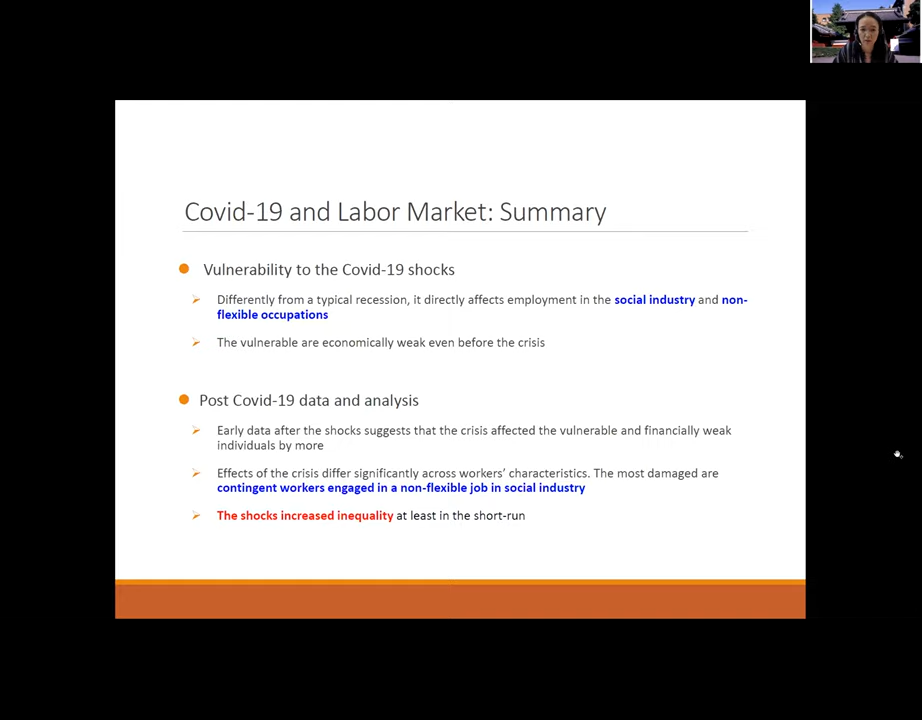 Covid-19 and Labor Market: Summary
Vulnerability to the Covid-19 shocks
Differently from a typical recession, it directly affects employment in the social industry and non-
flexible occupations
The vulnerable are economically weak even before the crisis
Post Covid-19 data and analysis
Early data after the shocks suggests that the crisis affected the vulnerable and financially weak
individuals by more
Effects of the crisis differ significantly across workers’ characteristics. The most damaged are
contingent workers engaged in a non-flexible job in social industry
The shocks increased inequality at least in the short-run